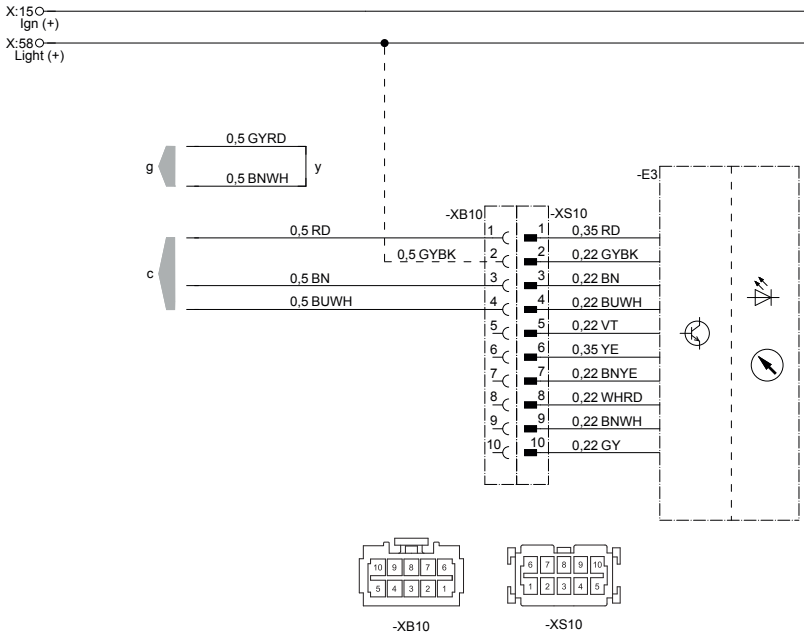 X:15
Ign (+)
X:58
Light (+)
0,5 GYRD
g
y
0,5 BNWH
-E3
-XB10
-XS10
0,5 RD
1
1
0,35 RD
0,5 GYBK
2
2
0,22 GYBK
c
0,5 BN
3
3
0,22 BN
0,5 BUWH
4
4
0,22 BUWH
5
5
0,22 VT
6
6
0,35 YE
7
7
0,22 BNYE
8
8
0,22 WHRD
9
9
0,22 BNWH
10
10
0,22 GY
10 9 8 7 6
5 4 3 2 1
-XB10
6 7 8 9 10
1 2 3 4 5
-XS10